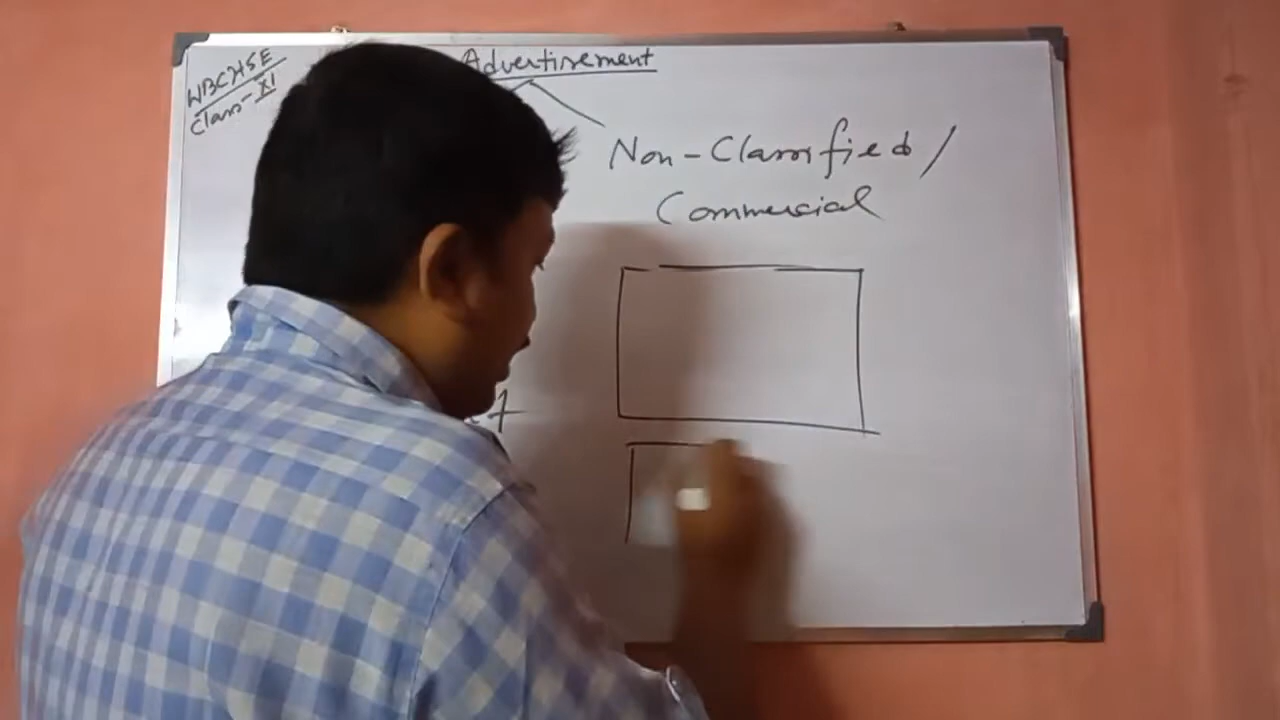 WBCHSE
Class-XI
Advertisement
Non-Classified/
Commercial